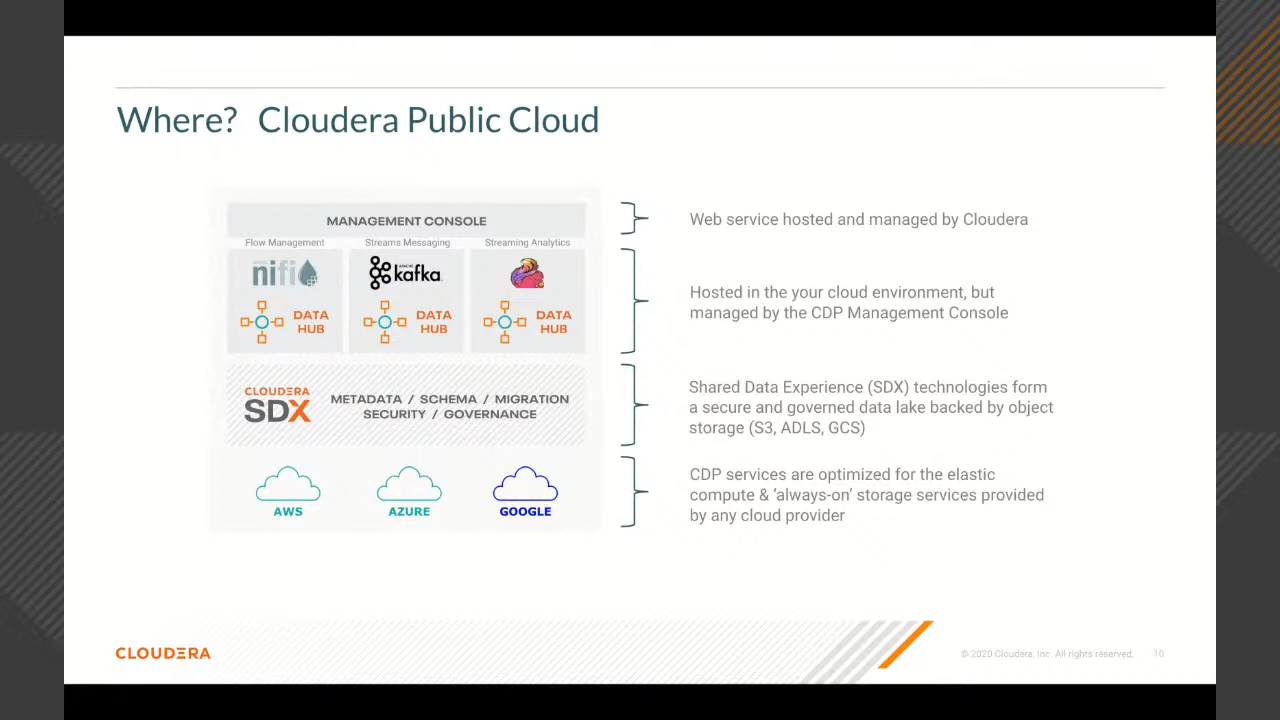 Where? Cloudera Public Cloud
MANAGEMENT CONSOLE
Flow Management
Streams Messaging
Streaming Analytics
nifi
APACHE
kafka
DATA
HUB
DATA
HUB
DATA
HUB
CLOUDERA
SDX
METADATA / SCHEMA / MIGRATION
SECURITY / GOVERNANCE
AWS
AZURE
GOOGLE
Web service hosted and managed by Cloudera
Hosted in the your cloud environment, but
managed by the CDP Management Console
Shared Data Experience (SDX) technologies form
a secure and governed data lake backed by object
storage (S3, ADLS, GCS)
CDP services are optimized for the elastic
compute & ‘always-on’ storage services provided
by any cloud provider
CLOUDERA
© 2020 Cloudera, Inc. All rights reserved.
10